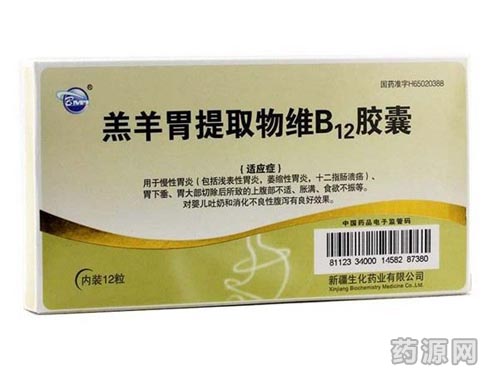 国药准字H65020388
BMP®
羔羊胃提取物维B12胶囊
（适应症）
用于慢性胃炎（包括浅表性胃炎，萎缩性胃炎，十二指肠溃疡）、
胃下垂、胃大部切除后所致的上腹部不适、胀满、食欲不振等。
对婴儿吐奶和消化不良性腹泻有良好效果。
中国药品电子监管码
81123 34000 14582 87380
内装12粒
新疆生化药业有限公司
Xinjiang Biochemistry Medicine Co.,Ltd.
药源网